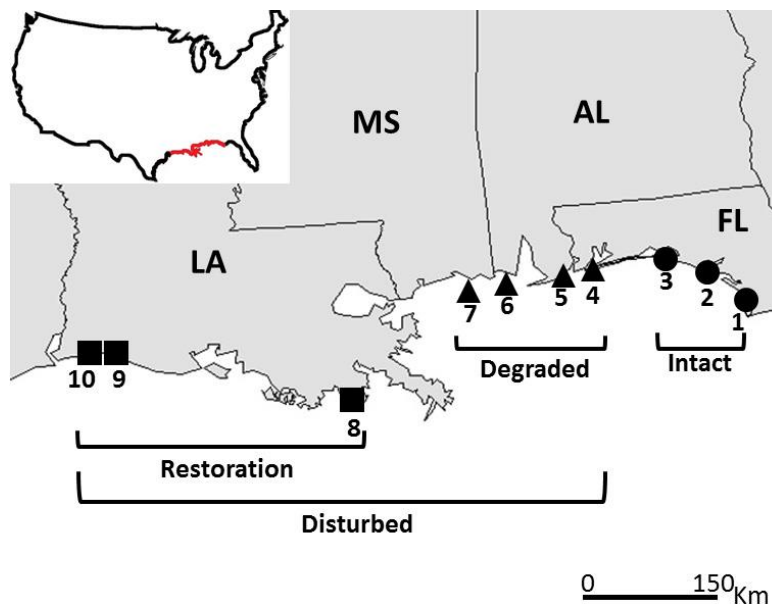 MS
AL
FL
LA
3
2
1
7
6
5
4
Degraded
Intact
10
9
8
Restoration
Disturbed
0
150 Km